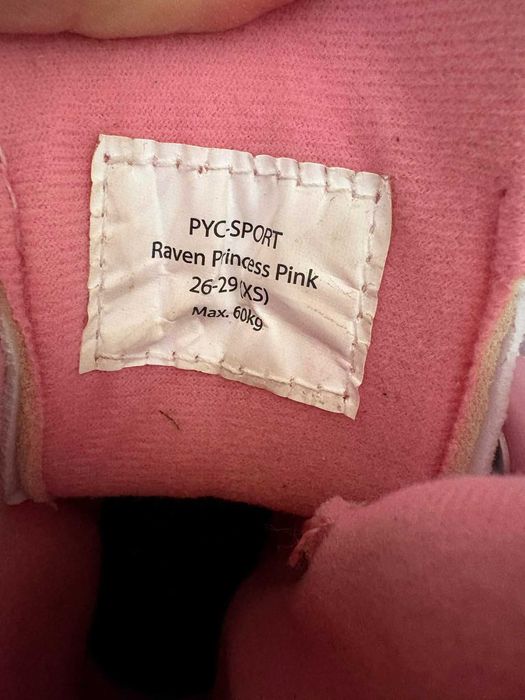 PYC-SPORT
Raven Princess Pink
26-29 (XS)
Max. 60kg